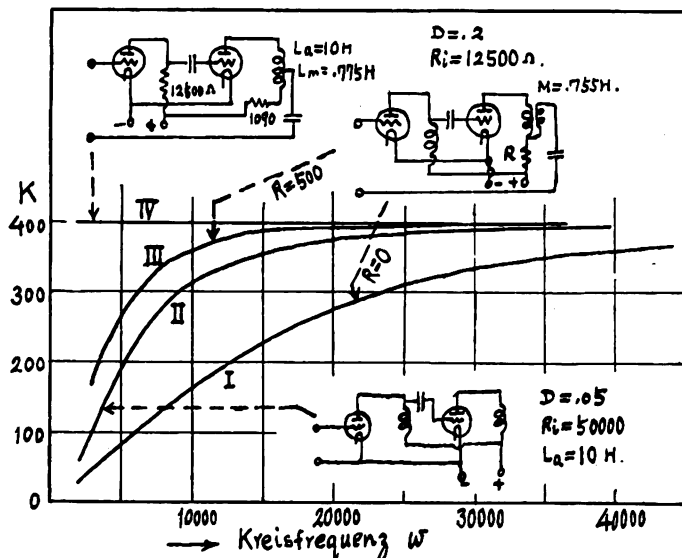 La=10H
Lm=.775H
12500Ω
1090
- +
D=.2
Ri=12500Ω
M=.755H.
R
- +
R=500
R=0
K
400
300
200
100
0
IV
III
II
I
D=.05
Ri=50000
La=10 H.
- +
10000 20000 30000 40000
Kreisfrequenz ω